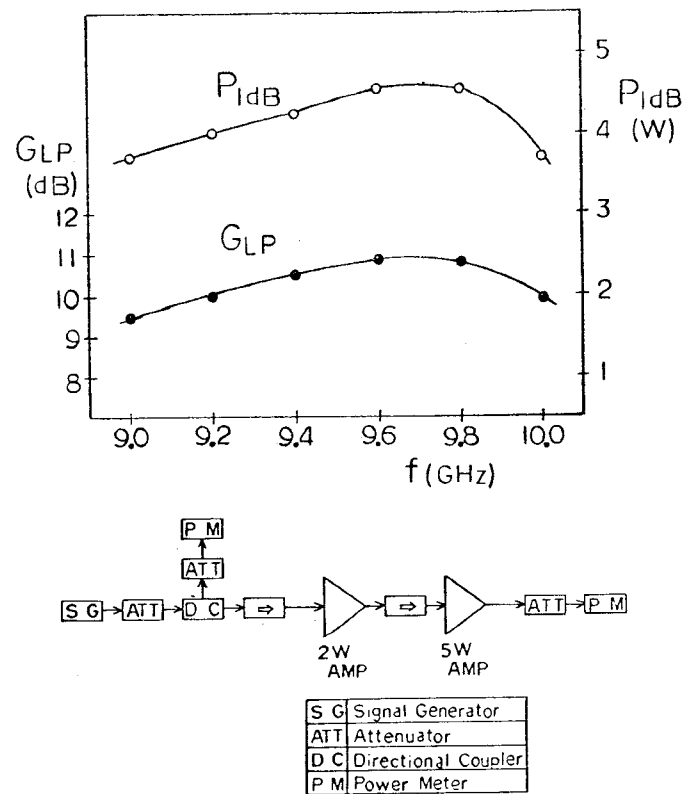 5
P1dB
P1dB
(W)
4
GLP
(dB)
12
3
GLP
11
10
2
9
8
1
9.0 9.2 9.4 9.6 9.8 10.0
f (GHz)
P M
ATT
S G ATT D C ⇨ ⇨ ATT P M
2W
AMP
5W
AMP
S G Signal Generator
ATT Attenuator
D C Directional Coupler
P M Power Meter